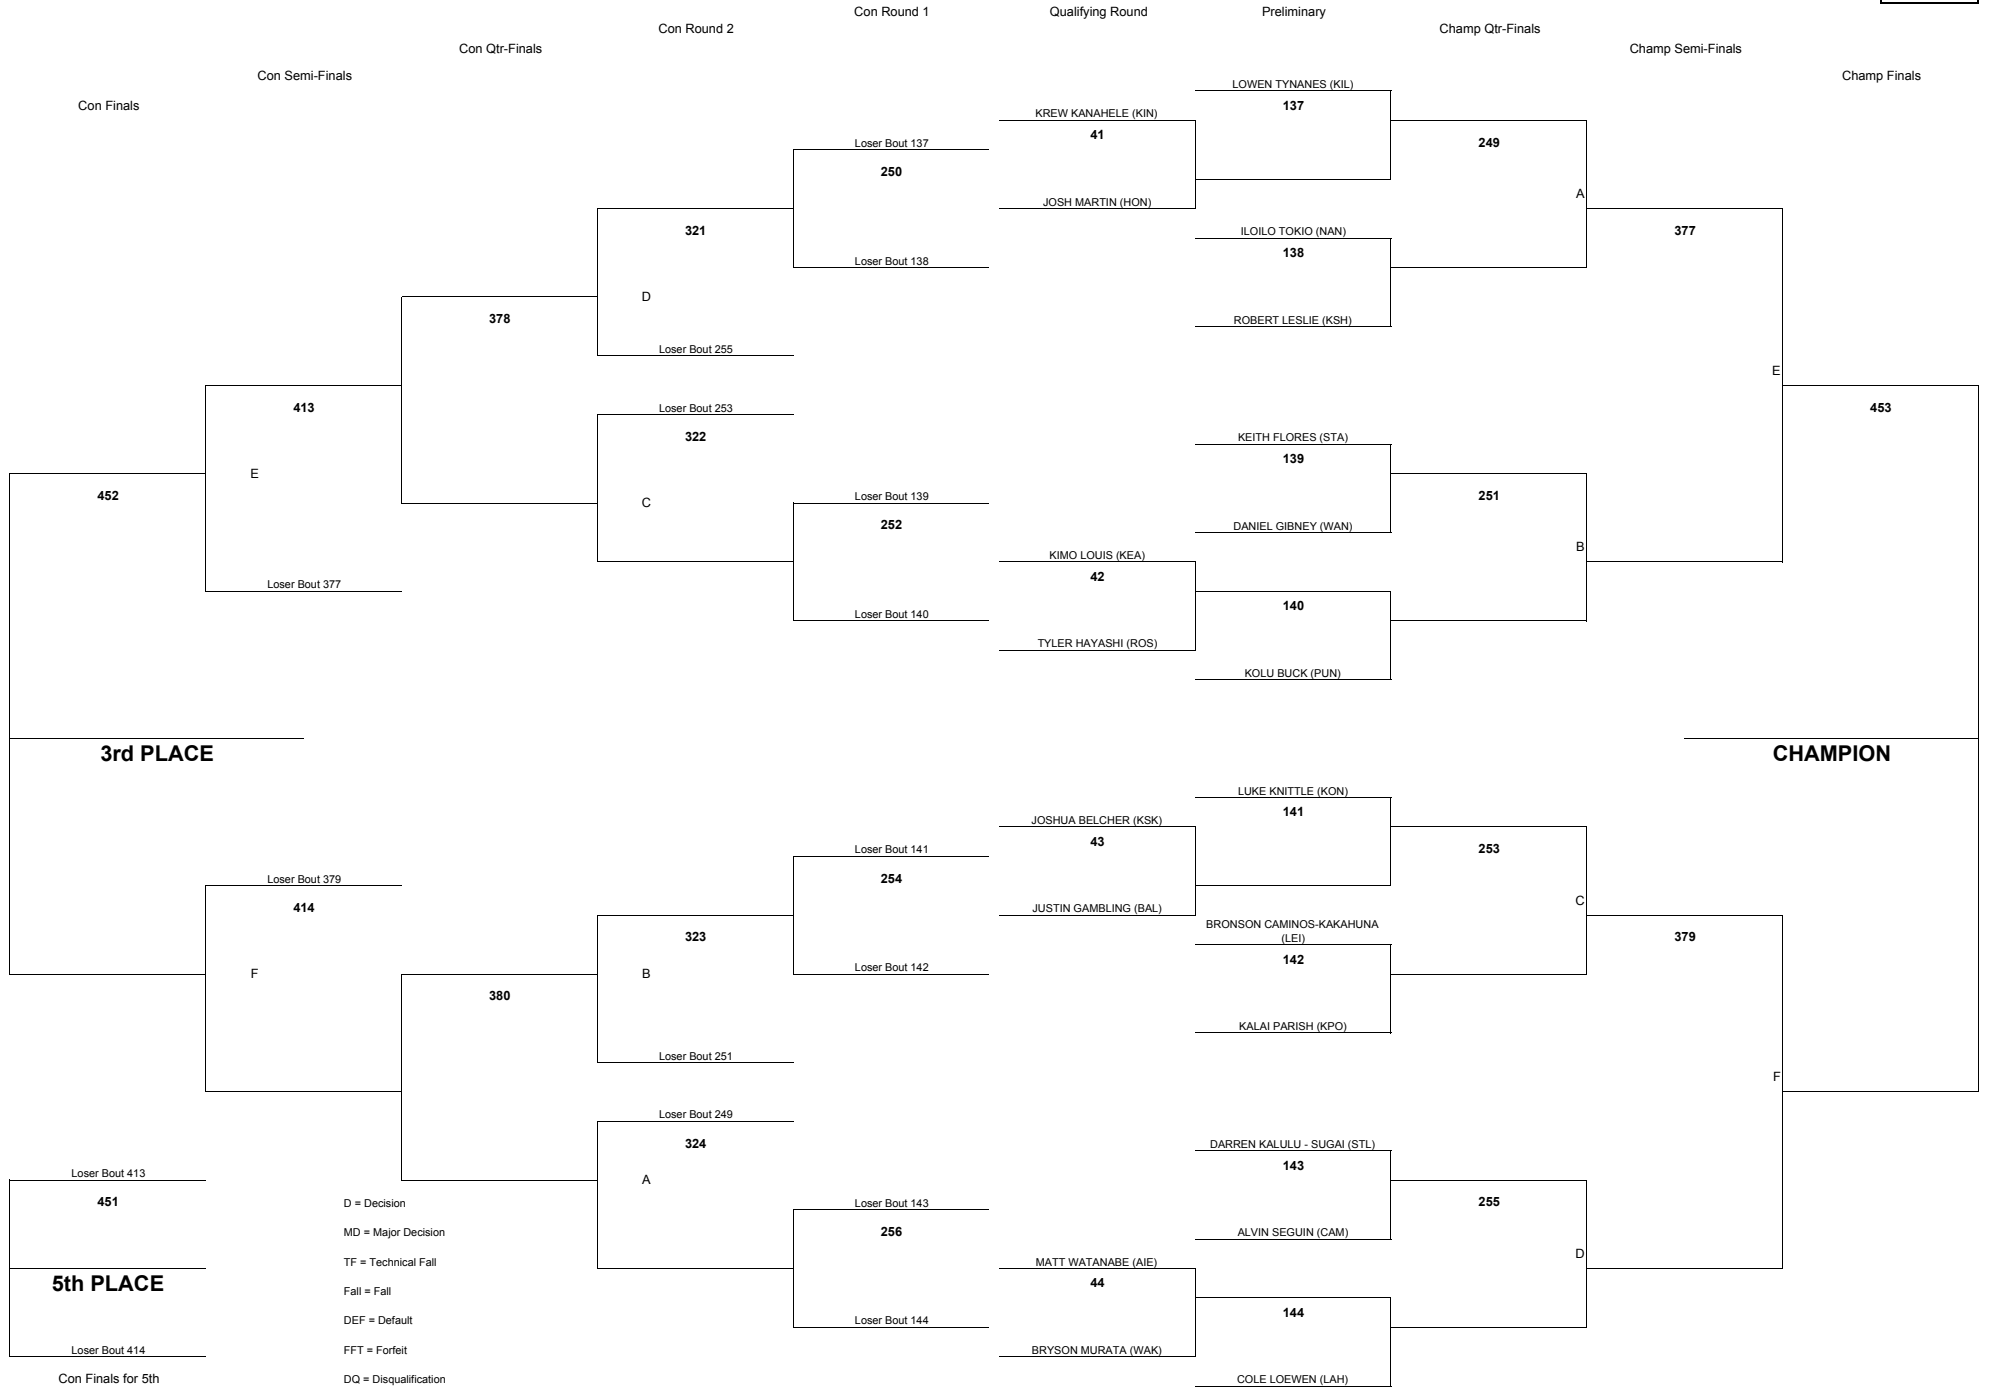 Con Round 1
Qualifying Round
Preliminary
Con Round 2
Champ Qtr-Finals
Con Qtr-Finals
Champ Semi-Finals
Con Semi-Finals
Champ Finals
Con Finals
LOWEN TYNANES (KIL)
137
KREW KANAHELE (KIN)
41
Loser Bout 137
249
250
A
JOSH MARTIN (HON)
321
ILOILO TOKIO (NAN)
377
138
Loser Bout 138
D
378
ROBERT LESLIE (KSH)
Loser Bout 255
E
413
Loser Bout 253
453
322
KEITH FLORES (STA)
139
E
452
C
Loser Bout 139
251
252
DANIEL GIBNEY (WAN)
B
KIMO LOUIS (KEA)
42
Loser Bout 377
140
Loser Bout 140
TYLER HAYASHI (ROS)
KOLU BUCK (PUN)
3rd PLACE
CHAMPION
LUKE KNITTLE (KON)
141
JOSHUA BELCHER (KSK)
43
Loser Bout 141
253
Loser Bout 379
254
C
414
JUSTIN GAMBLING (BAL)
BRONSON CAMINOS-KAKAHUNA
(LEI)
323
379
142
F
B
Loser Bout 142
380
KALAI PARISH (KPO)
Loser Bout 251
F
Loser Bout 249
324
DARREN KALULU - SUGAI (STL)
143
Loser Bout 413
A
451
D = Decision
Loser Bout 143
255
256
MD = Major Decision
ALVIN SEGUIN (CAM)
D
TF = Technical Fall
MATT WATANABE (AIE)
5th PLACE
44
Fall = Fall
144
DEF = Default
Loser Bout 144
Loser Bout 414
FFT = Forfeit
BRYSON MURATA (WAK)
Con Finals for 5th
DQ = Disqualification
COLE LOEWEN (LAH)